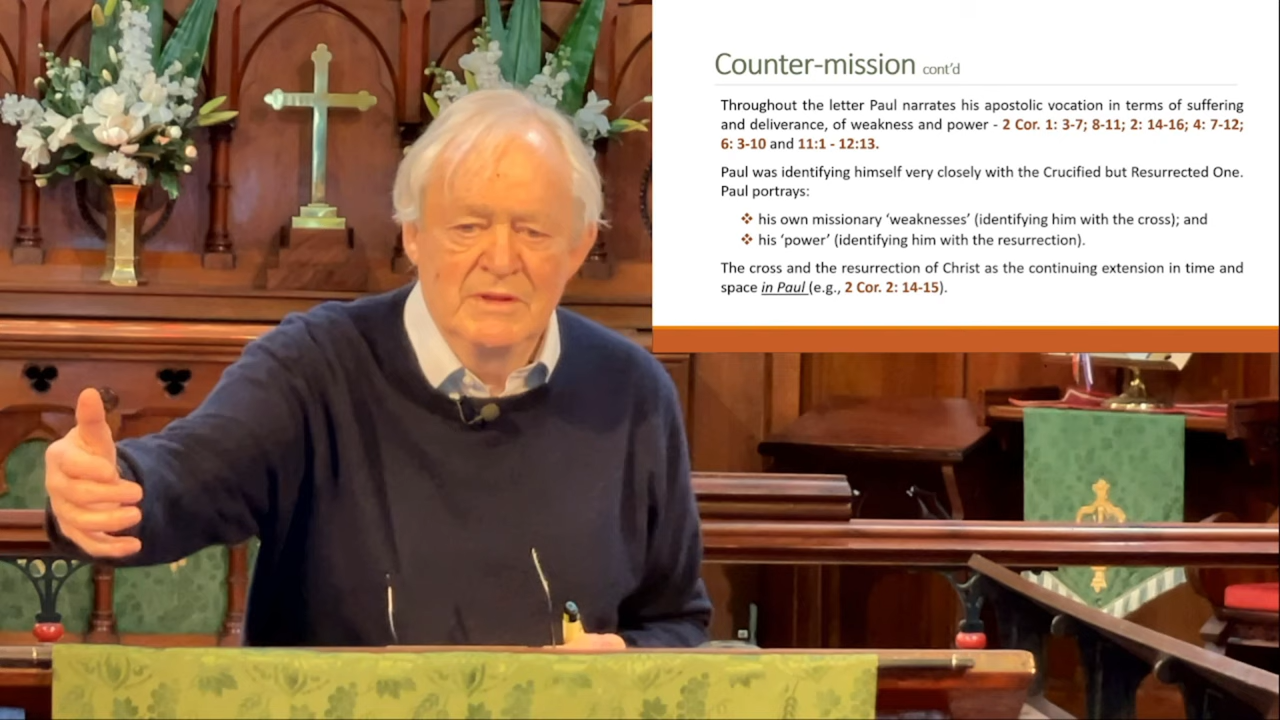 Counter-mission cont'd
Throughout the letter Paul narrates his apostolic vocation in terms of suffering
and deliverance, of weakness and power - 2 Cor. 1: 3-7; 8-11; 2: 14-16; 4: 7-12;
6: 3-10 and 11:1 - 12:13.
Paul was identifying himself very closely with the Crucified but Resurrected One.
Paul portrays:
❖ his own missionary ‘weaknesses’ (identifying him with the cross); and
❖ his ‘power’ (identifying him with the resurrection).
The cross and the resurrection of Christ as the continuing extension in time and
space in Paul (e.g., 2 Cor. 2: 14-15).